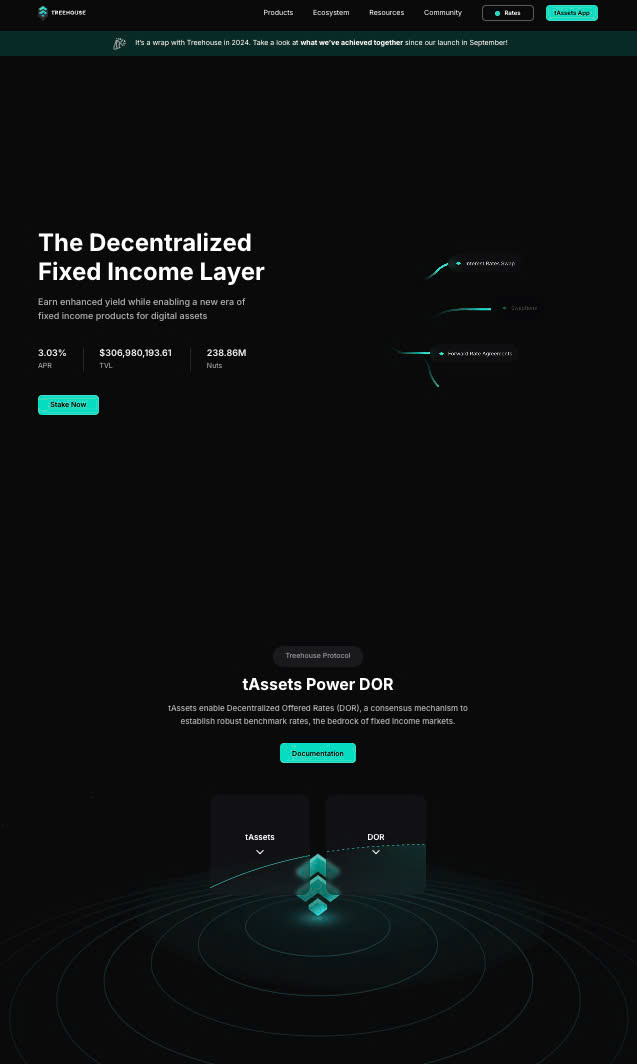 TREEHOUSE
Products
Ecosystem
Resources
Community
Rates
tAssets App
It's a wrap with Treehouse in 2024. Take a look at what we've achieved together since our launch in September!
The Decentralized
Fixed Income Layer
Earn enhanced yield while enabling a new era of
fixed income products for digital assets
3.03%
APR
$306,980,193.61
TVL
238.86M
Nuts
Stake Now
Interest Rates Swap
Swaptions
Forward Rate Agreements
Treehouse Protocol
tAssets Power DOR
tAssets enable Decentralized Offered Rates (DOR), a consensus mechanism to
establish robust benchmark rates, the bedrock of fixed income markets.
Documentation
tAssets
DOR